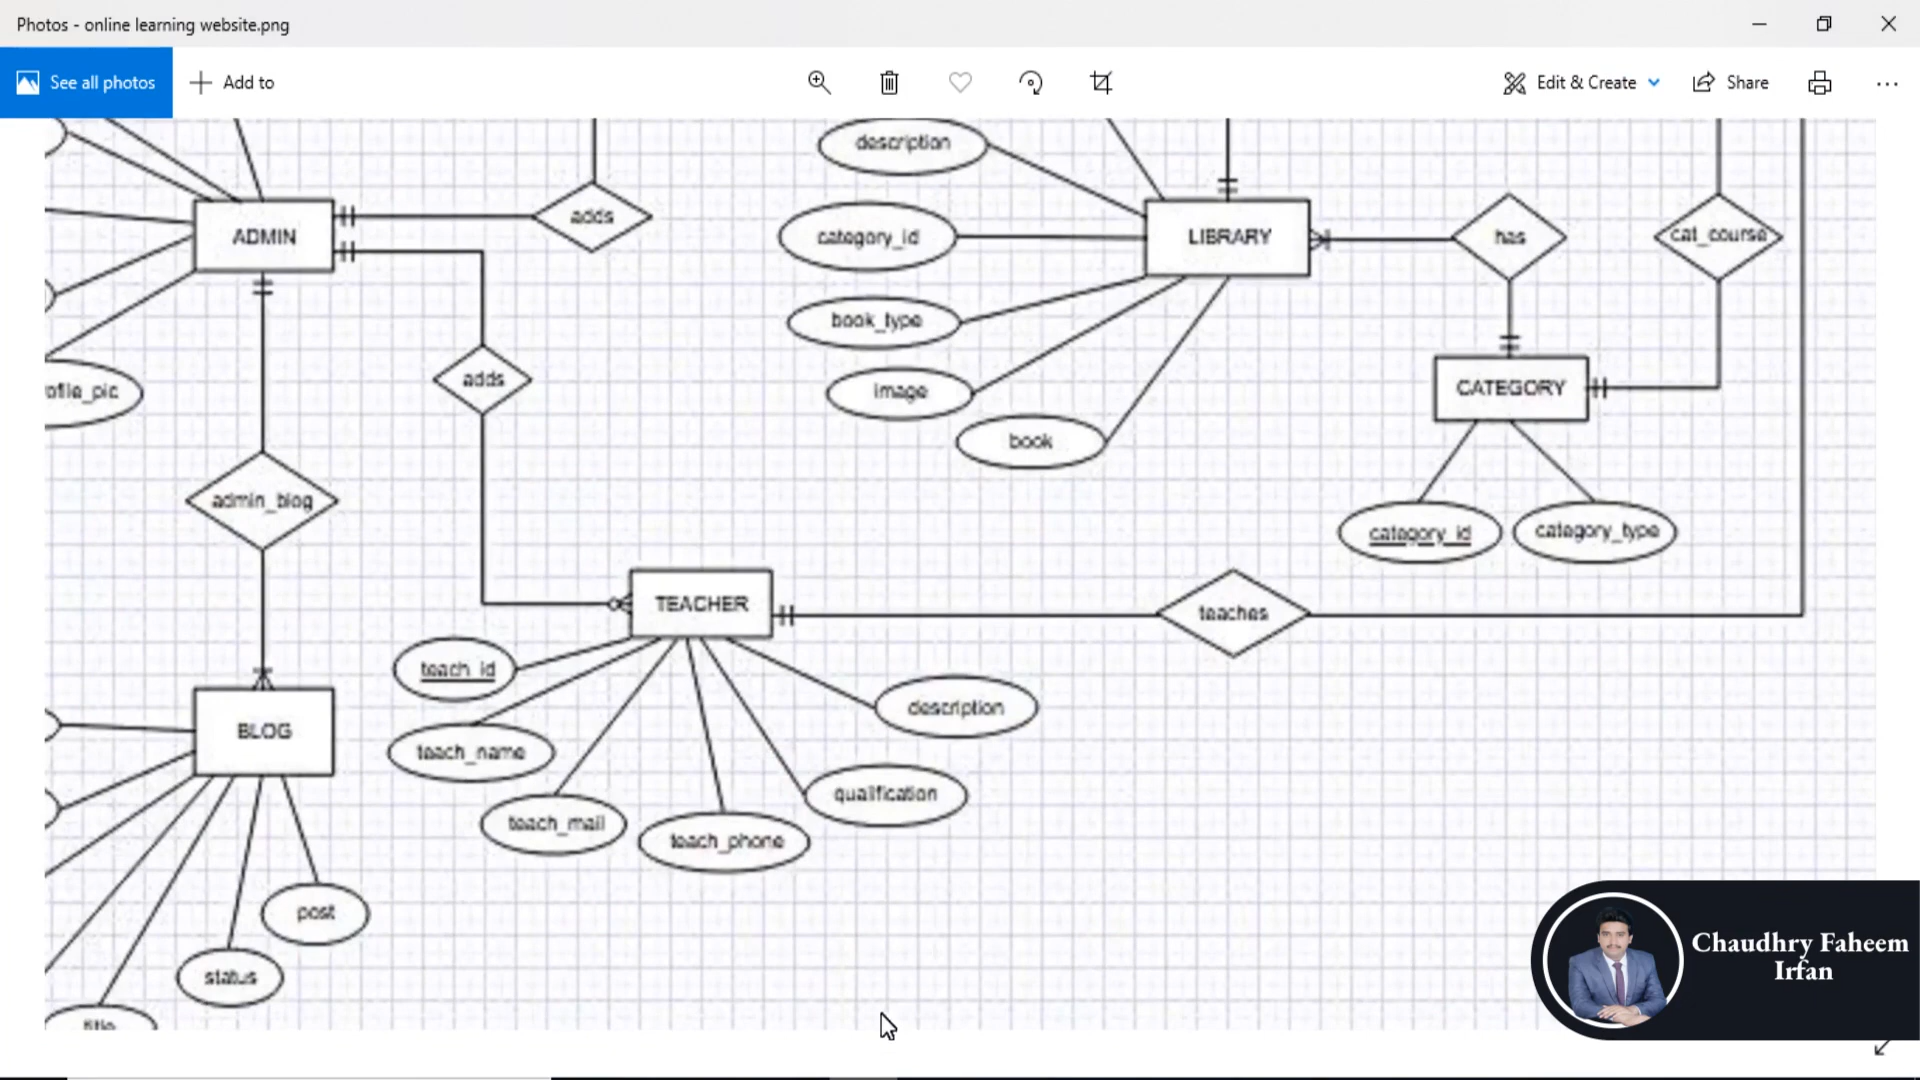 Photos - online learning website.png
See all photos
Add to
Edit & Create
Share
description
adds
ADMIN
category_id
LIBRARY
has
cat_course
book_type
adds
image
CATEGORY
book
admin_blog
category_id
category_type
TEACHER
teaches
teach_id
description
BLOG
teach_name
qualification
teach_mail
teach_phone
post
status
Chaudhry Faheem
Irfan